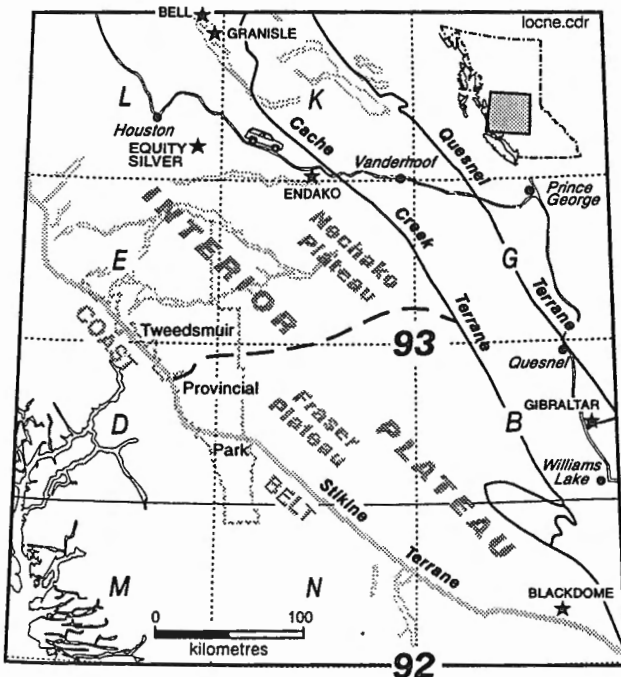 BELL
GRANISLE
locne.cdr
L
K
Houston
EQUITY
SILVER
Cache
Creek
Terrane
Quesnel
Terrane
Vanderhoof
ENDAKO
Prince
George
INTERIOR
PLATEAU
Nechako
Plateau
E
G
COAST
BELT
Tweedsmuir
Provincial
Park
93
Quesnel
GIBRALTAR
D
B
Fraser
Plateau
Williams
Lake
Stikine
Terrane
M
N
BLACKDOME
0 100
kilometres
92